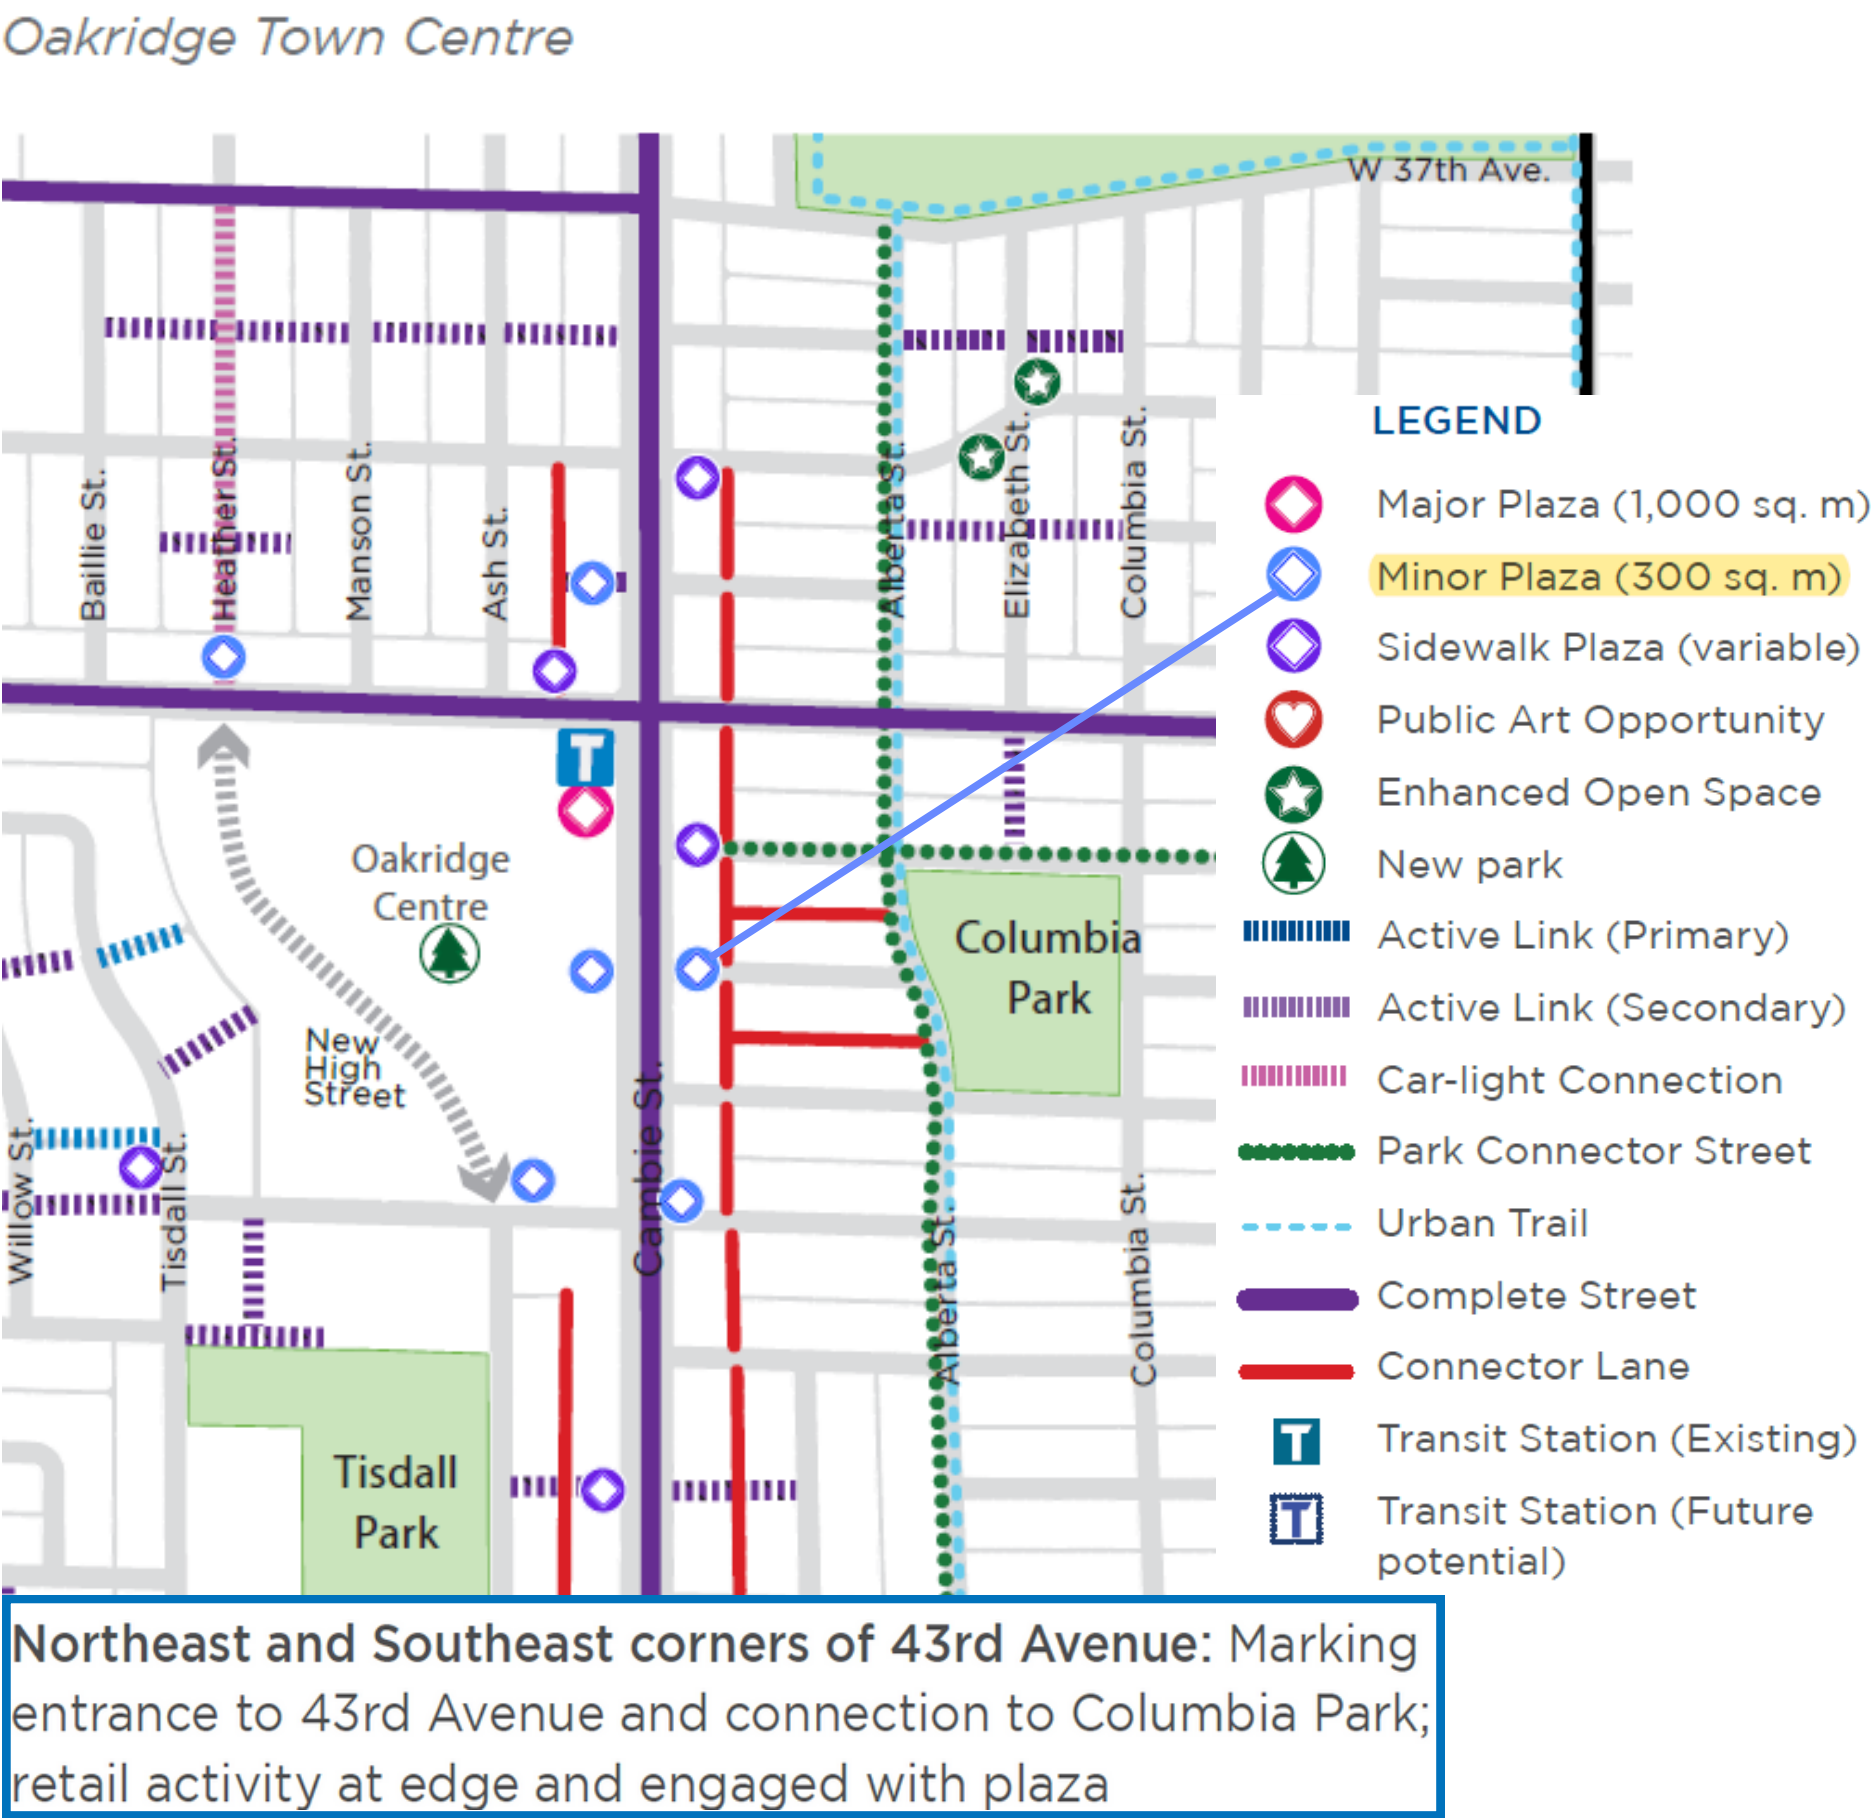 Oakridge Town Centre
W 37th Ave.
Baillie St.
Heather St.
Manson St.
Ash St.
Alberta St.
Elizabeth St.
Columbia St.
T
Oakridge
Centre
Columbia
Park
New
High
Street
Cambie St.
Willow St.
Tisdall St.
Alberta St.
Columbia St.
Tisdall
Park
LEGEND
Major Plaza (1,000 sq. m)
Minor Plaza (300 sq. m)
Sidewalk Plaza (variable)
Public Art Opportunity
Enhanced Open Space
New park
Active Link (Primary)
Active Link (Secondary)
Car-light Connection
Park Connector Street
Urban Trail
Complete Street
Connector Lane
T Transit Station (Existing)
T Transit Station (Future
potential)
Northeast and Southeast corners of 43rd Avenue: Marking
entrance to 43rd Avenue and connection to Columbia Park;
retail activity at edge and engaged with plaza